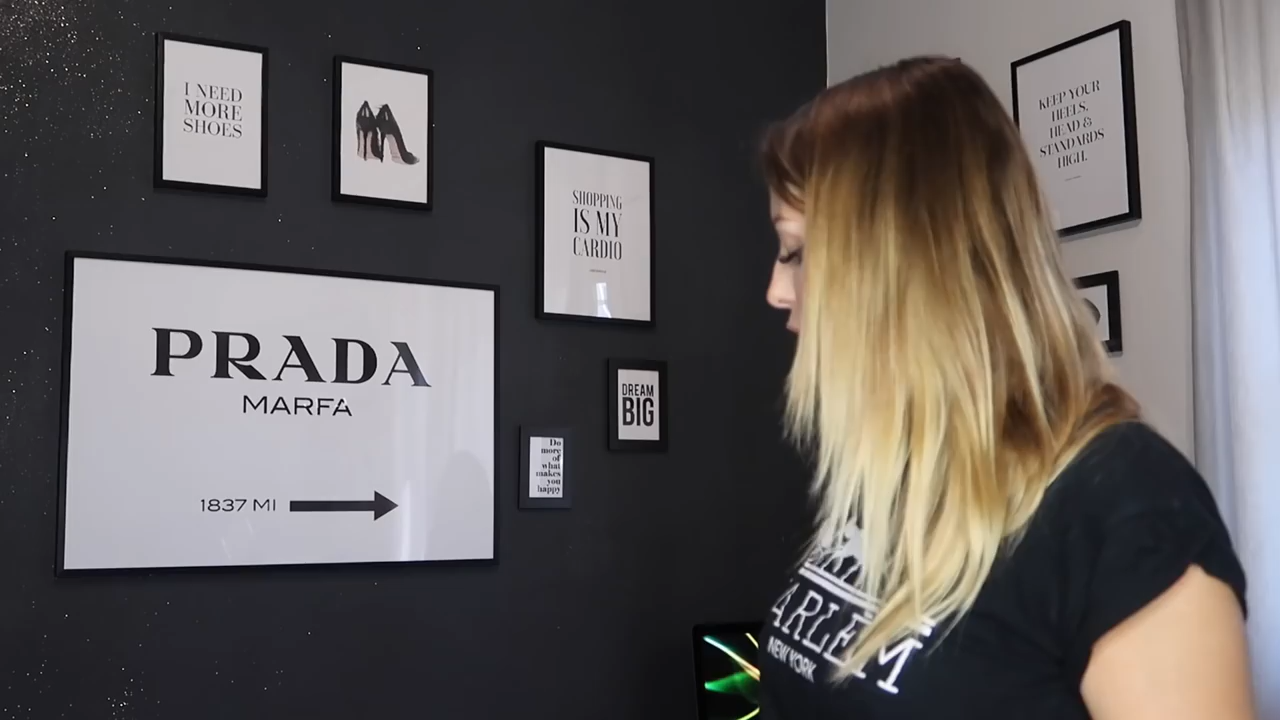 I NEED
MORE
SHOES
SHOPPING
IS MY
CARDIO
KEEP YOUR
HEELS,
HEAD &
STANDARDS
HIGH.
PRADA
MARFA
1837 MI
DREAM
BIG
Do
more
of
what
makes
you
happy
ARLEM
NEW YORK